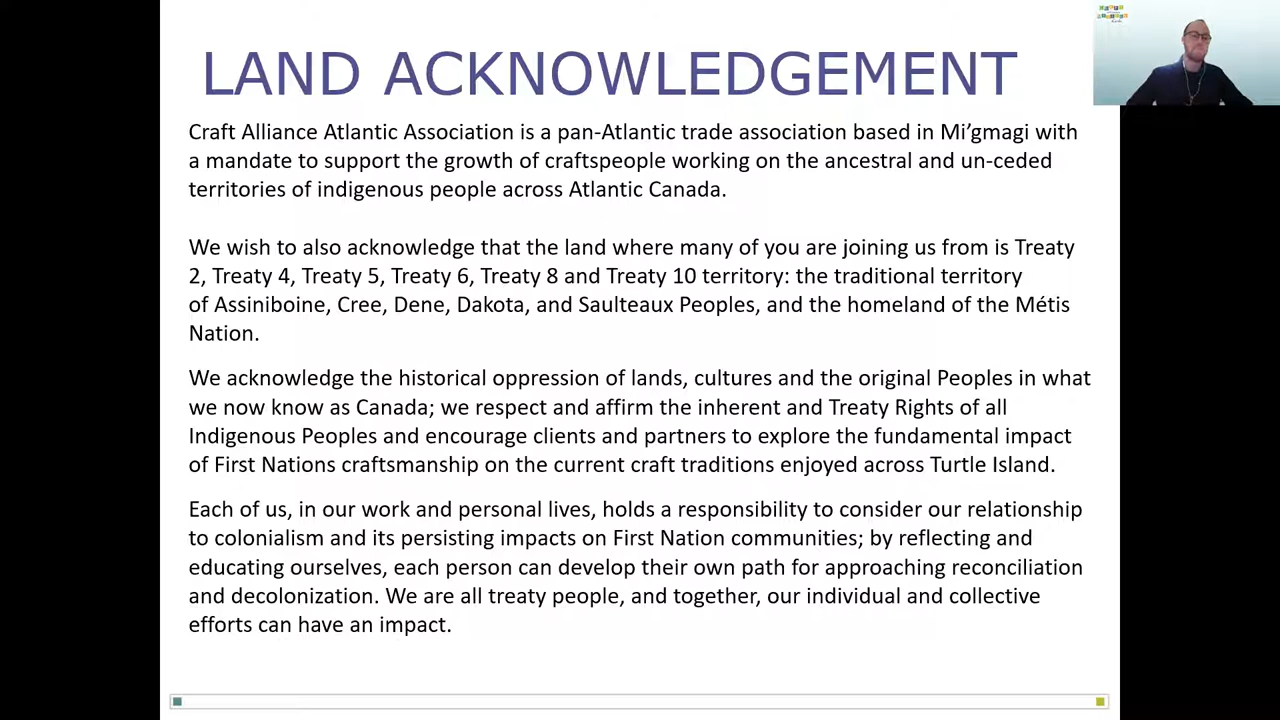 LAND ACKNOWLEDGEMENT
Craft Alliance Atlantic Association is a pan-Atlantic trade association based in Mi’gmagi with
a mandate to support the growth of craftspeople working on the ancestral and un-ceded
territories of indigenous people across Atlantic Canada.
We wish to also acknowledge that the land where many of you are joining us from is Treaty
2, Treaty 4, Treaty 5, Treaty 6, Treaty 8 and Treaty 10 territory: the traditional territory
of Assiniboine, Cree, Dene, Dakota, and Saulteaux Peoples, and the homeland of the Métis
Nation.
We acknowledge the historical oppression of lands, cultures and the original Peoples in what
we now know as Canada; we respect and affirm the inherent and Treaty Rights of all
Indigenous Peoples and encourage clients and partners to explore the fundamental impact
of First Nations craftsmanship on the current craft traditions enjoyed across Turtle Island.
Each of us, in our work and personal lives, holds a responsibility to consider our relationship
to colonialism and its persisting impacts on First Nation communities; by reflecting and
educating ourselves, each person can develop their own path for approaching reconciliation
and decolonization. We are all treaty people, and together, our individual and collective
efforts can have an impact.